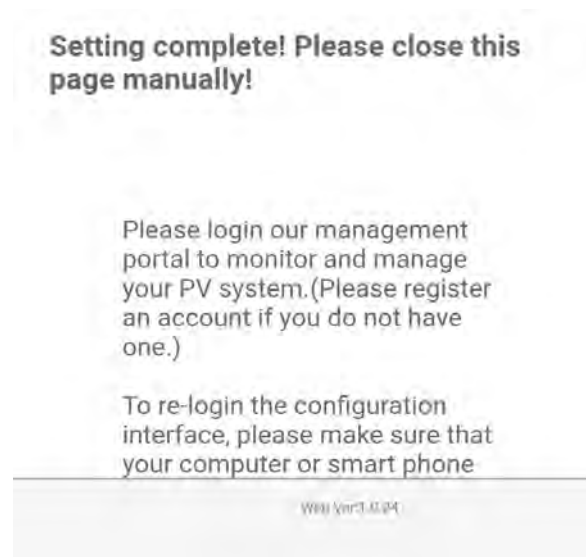 Setting complete! Please close this
page manually!
Please login our management
portal to monitor and manage
your PV system.(Please register
an account if you do not have
one.)
To re-login the configuration
interface, please make sure that
your computer or smart phone